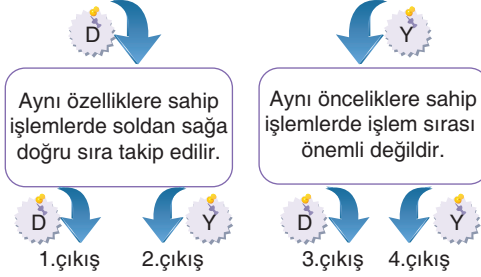 D
Y
Aynı özelliklere sahip
işlemlerde soldan sağa
doğru sıra takip edilir.
Aynı önceliklere sahip
işlemlerde işlem sırası
önemli değildir.
D
Y
D
Y
1.çıkış
2.çıkış
3.çıkış
4.çıkış